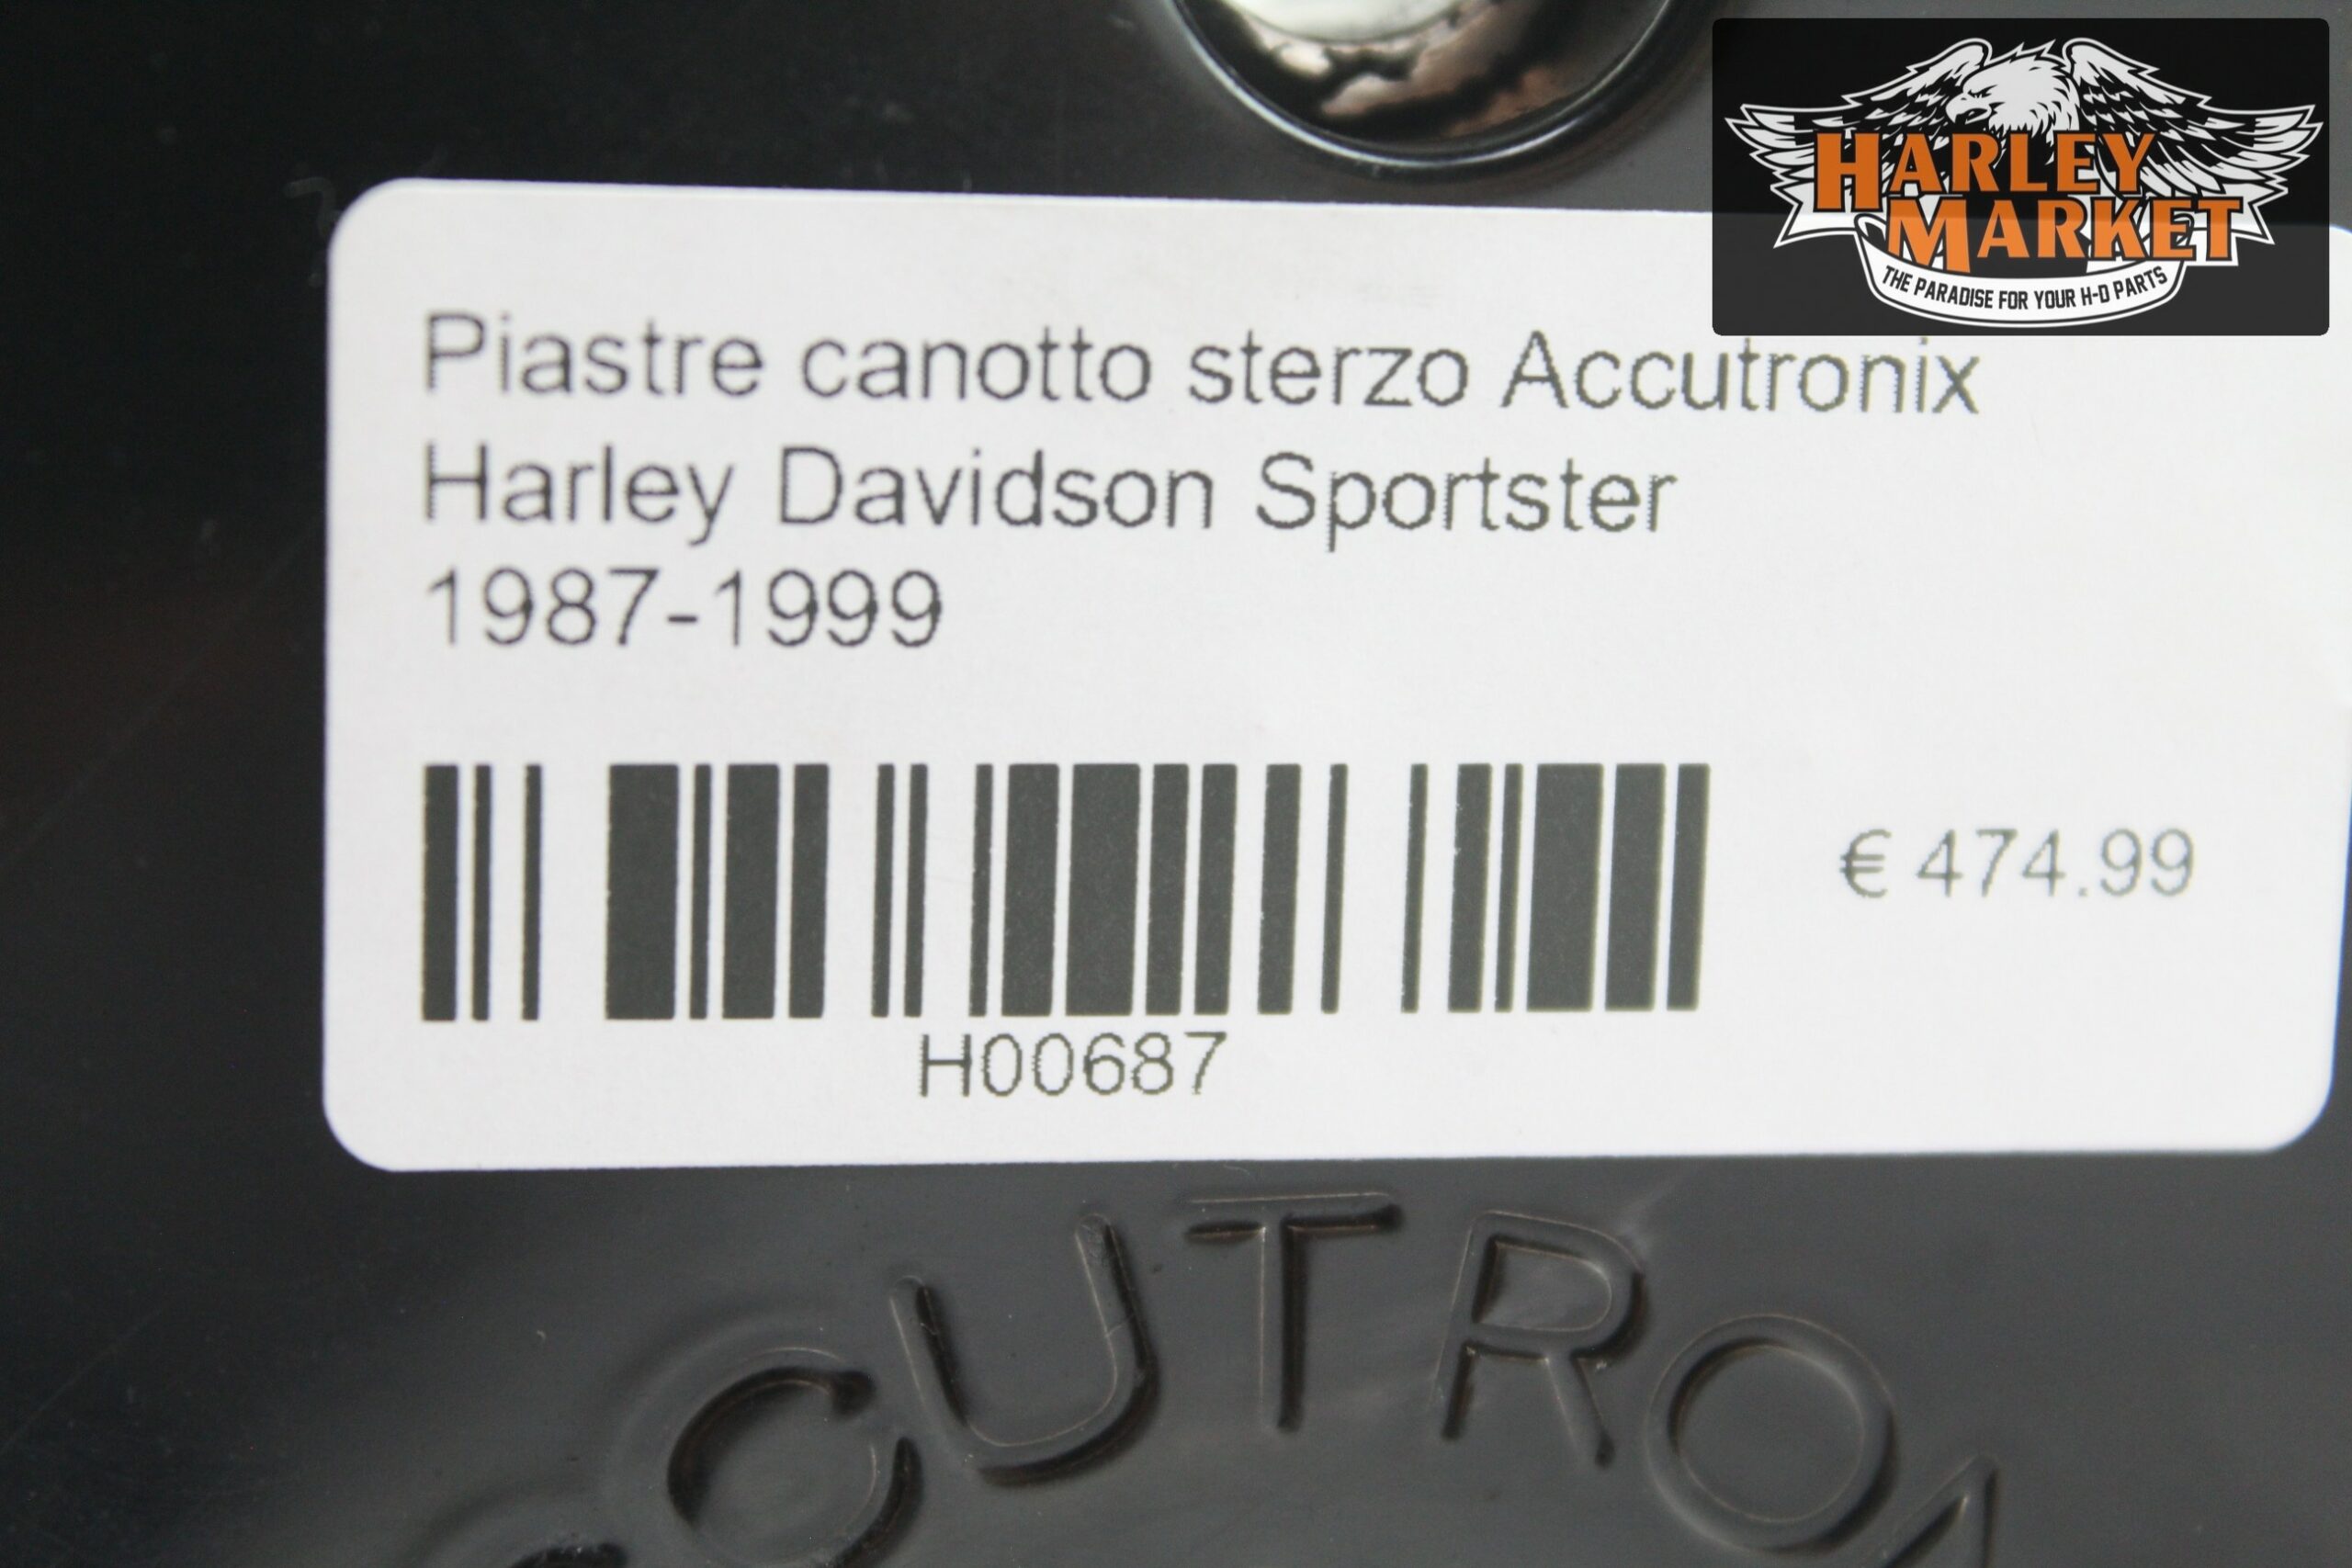 HARLEY
MARKET
THE PARADISE FOR YOUR H-D PARTS
Piastre canotto sterzo Accutronix
Harley Davidson Sportster
1987-1999
€ 474.99
H00687
CUTRO